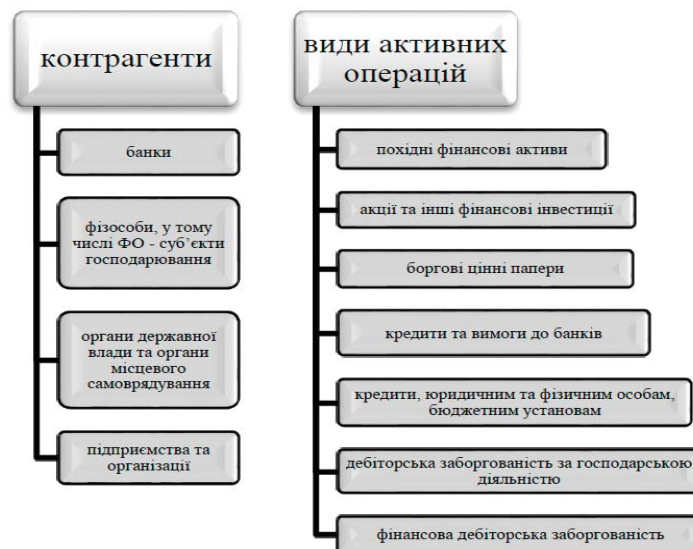 контрагенти
банки
фізособи, у тому
числі ФО - суб’єкти
господарювання
органи державної
влади та органи
місцевого
самоврядування
підприємства та
організації
види активних
операцій
похідні фінансові активи
акції та інші фінансові інвестиції
боргові цінні папери
кредити та вимоги до банків
кредити, юридичним та фізичним особам,
бюджетним установам
дебіторська заборгованість за господарською
діяльністю
фінансова дебіторська заборгованість